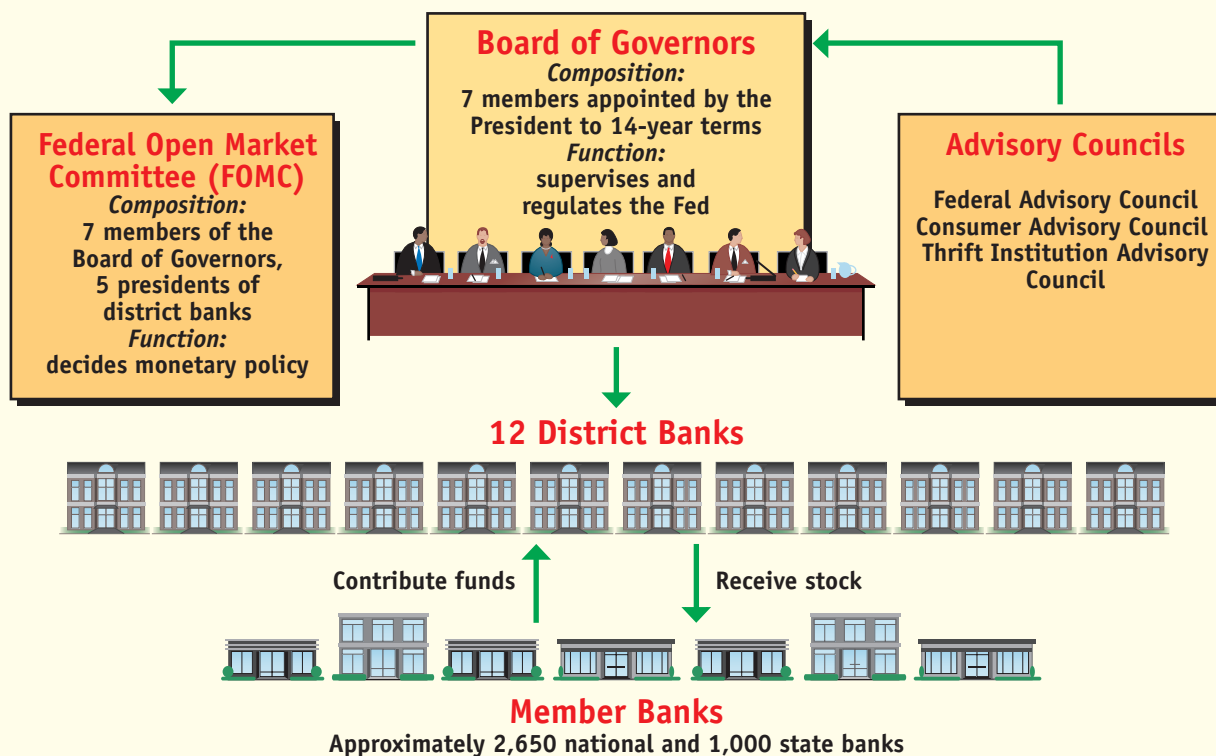 Board of Governors
Composition:
7 members appointed by the
President to 14-year terms
Function:
supervises and
regulates the Fed
Federal Open Market
Committee (FOMC)
Composition:
7 members of the
Board of Governors,
5 presidents of
district banks
Function:
decides monetary policy
Advisory Councils
Federal Advisory Council
Consumer Advisory Council
Thrift Institution Advisory
Council
12 District Banks
Contribute funds
Receive stock
Member Banks
Approximately 2,650 national and 1,000 state banks